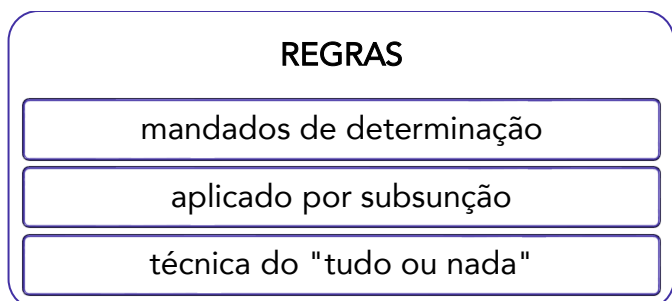 REGRAS
mandados de determinação
aplicado por subsunção
técnica do "tudo ou nada"